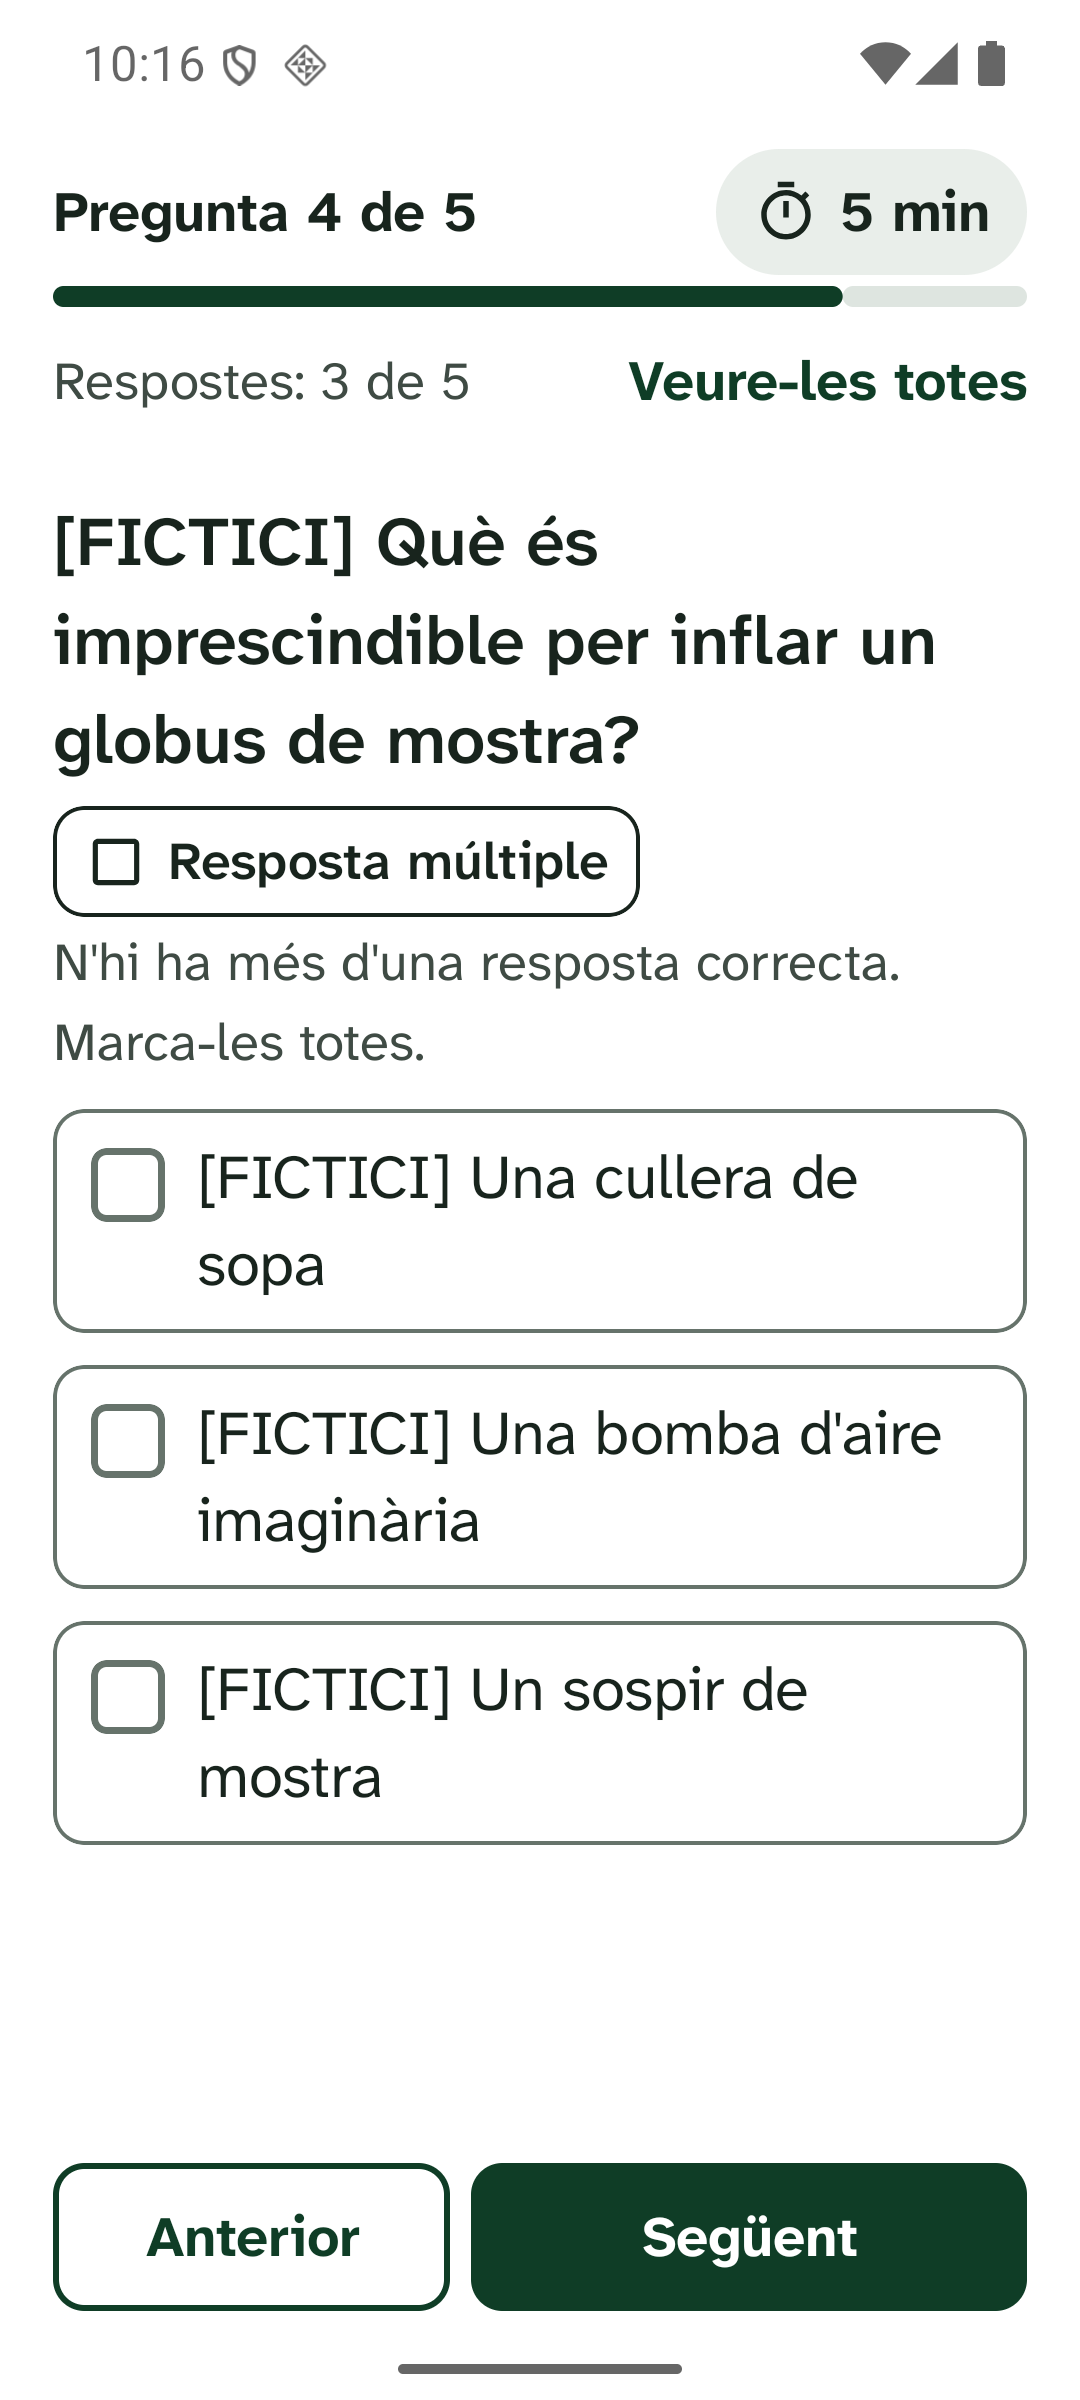 10:16
Pregunta 4 de 5
5 min
Respostes: 3 de 5
Veure-les totes
[FICTICI] Què és
imprescindible per inflar un
globus de mostra?
Resposta múltiple
N'hi ha més d'una resposta correcta.
Marca-les totes.
[FICTICI] Una cullera de
sopa
[FICTICI] Una bomba d'aire
imaginària
[FICTICI] Un sospir de
mostra
Anterior
Següent